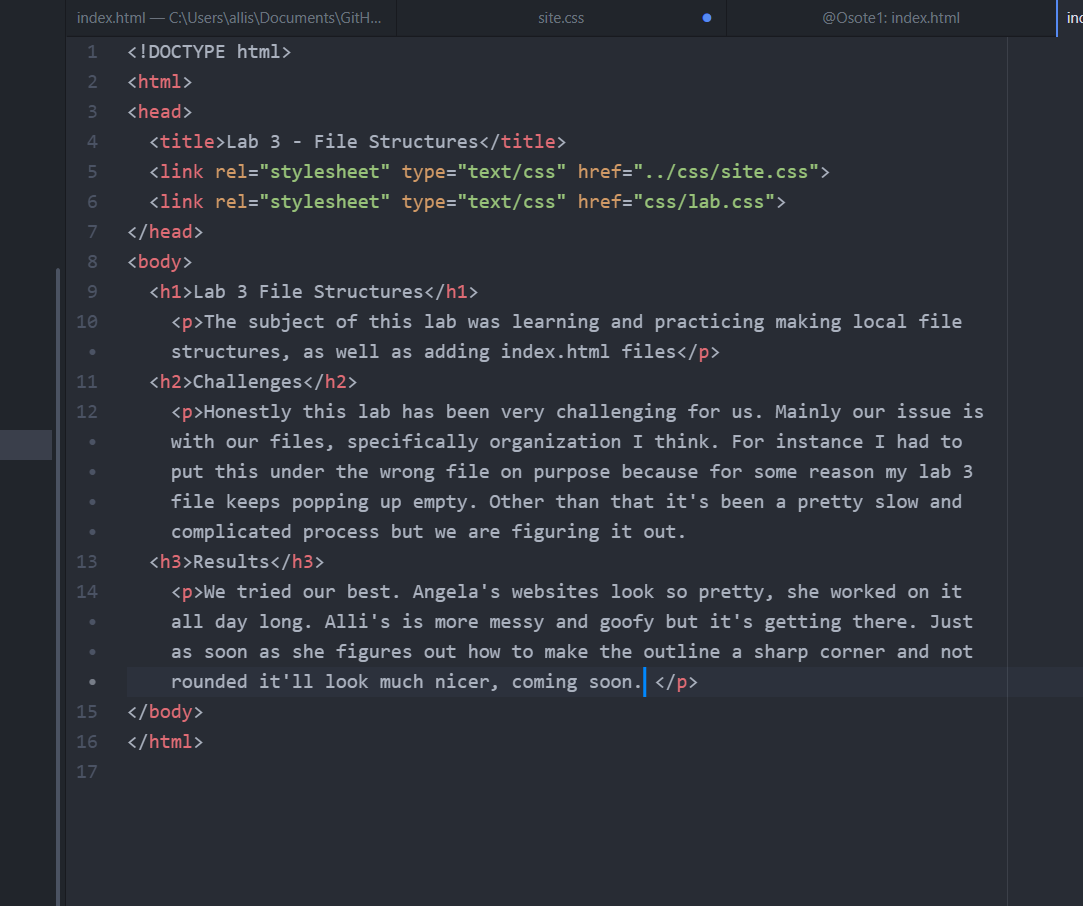 index.html — C:\Users\allis\Documents\GitH...
site.css
@Osote1: index.html
1 <!DOCTYPE html>
2 <html>
3 <head>
4 <title>Lab 3 - File Structures</title>
5 <link rel="stylesheet" type="text/css" href="../css/site.css">
6 <link rel="stylesheet" type="text/css" href="css/lab.css">
7 </head>
8 <body>
9 <h1>Lab 3 File Structures</h1>
10 <p>The subject of this lab was learning and practicing making local file
• structures, as well as adding index.html files</p>
11 <h2>Challenges</h2>
12 <p>Honestly this lab has been very challenging for us. Mainly our issue is
• with our files, specifically organization I think. For instance I had to
• put this under the wrong file on purpose because for some reason my lab 3
• file keeps popping up empty. Other than that it's been a pretty slow and
• complicated process but we are figuring it out.
13 <h3>Results</h3>
14 <p>We tried our best. Angela's websites look so pretty, she worked on it
• all day long. Alli's is more messy and goofy but it's getting there. Just
• as soon as she figures out how to make the outline a sharp corner and not
• rounded it'll look much nicer, coming soon. </p>
15 </body>
16 </html>
17